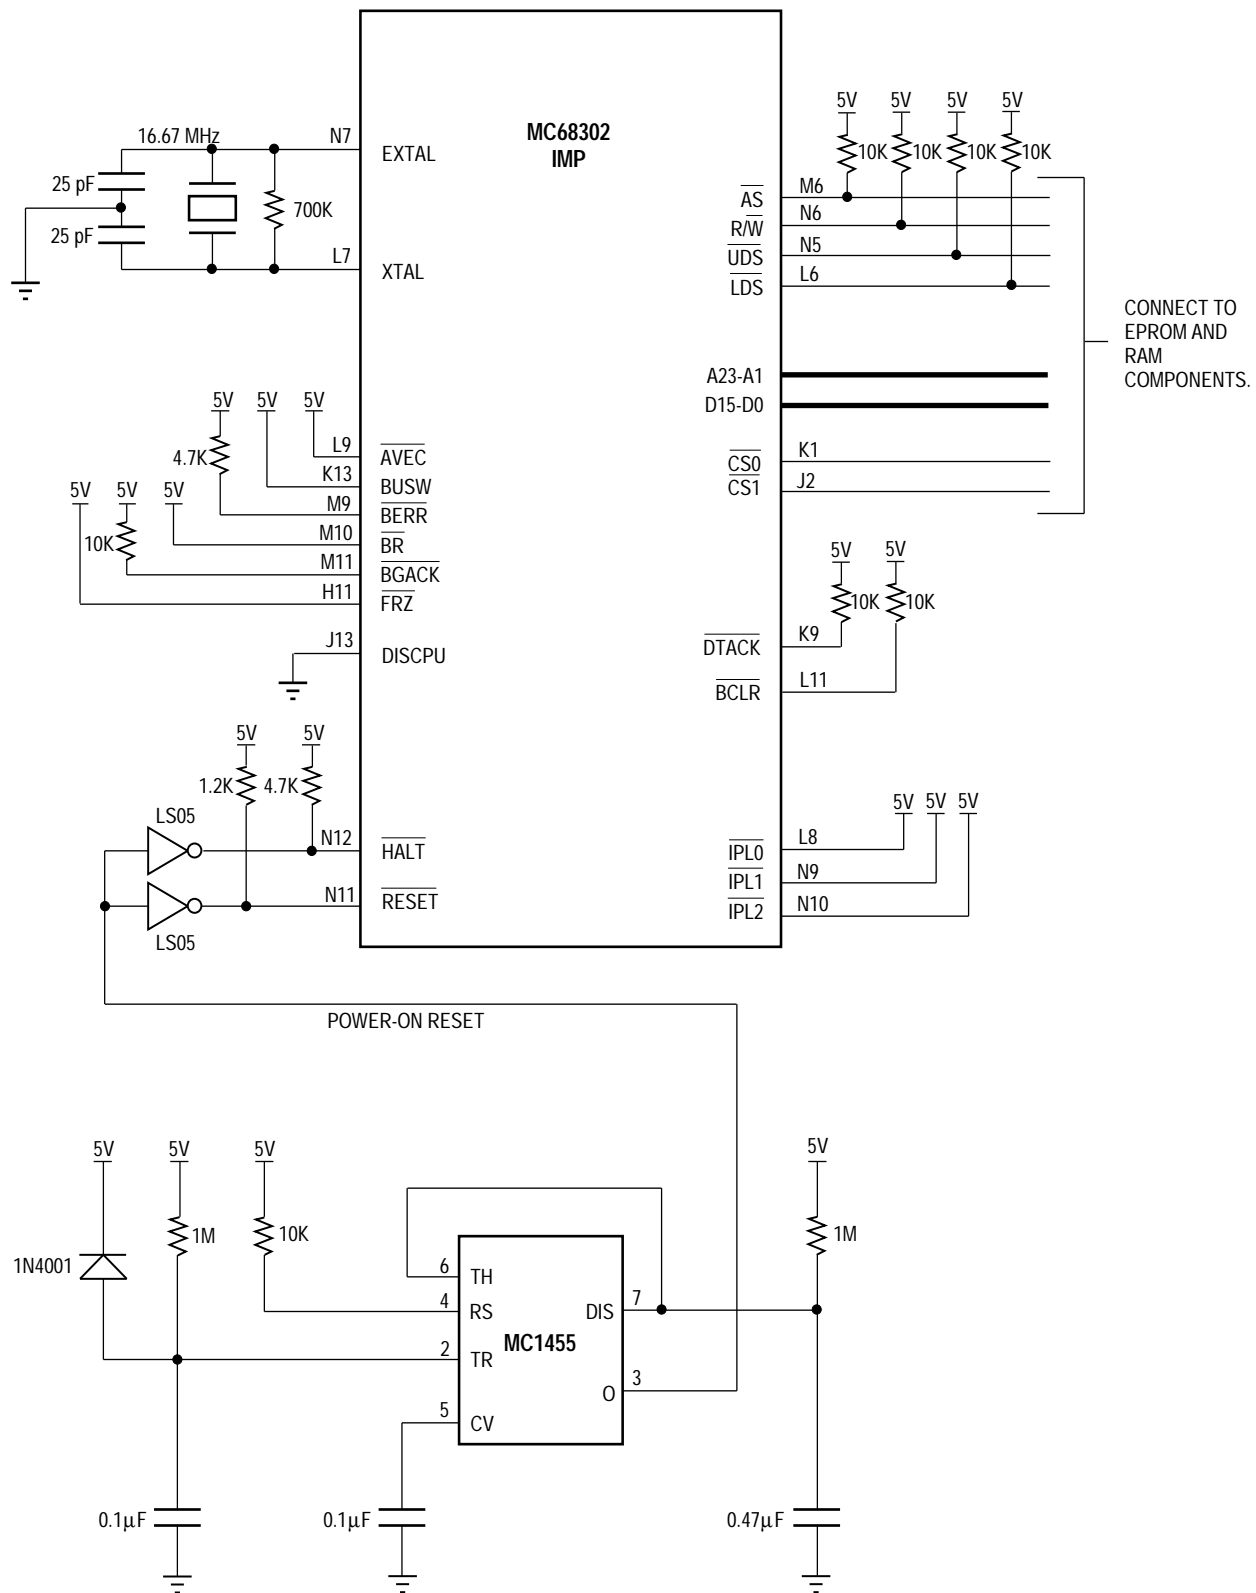 MC68302
IMP
16.67 MHz
N7
EXTAL
25 pF
25 pF
700K
L7
XTAL
5V
5V
5V
5V
10K
10K
10K
10K
AS
M6
R/W
N6
UDS
N5
LDS
L6
CONNECT TO
EPROM AND
RAM
COMPONENTS.
A23-A1
D15-D0
CS0
K1
CS1
J2
5V
5V
5V
4.7K
L9
AVEC
K13
BUSW
5V
5V
5V
M9
BERR
10K
M10
BR
M11
BGACK
H11
FRZ
J13
DISCPU
5V
5V
10K
10K
DTACK
K9
BCLR
L11
5V
5V
1.2K
4.7K
LS05
N12
HALT
N11
RESET
LS05
5V
5V
5V
IPL0
L8
IPL1
N9
IPL2
N10
POWER-ON RESET
5V
5V
5V
5V
1N4001
1M
10K
1M
MC1455
6
TH
4
RS
DIS
7
2
TR
O
3
5
CV
0.1µF
0.1µF
0.47µF